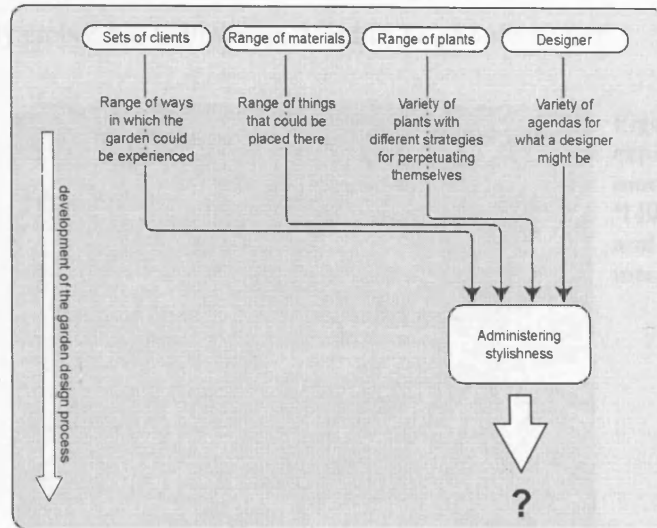 Sets of clients
Range of materials
Range of plants
Designer
Range of ways
in which the
garden could
be experienced
Range of things
that could be
placed there
Variety of
plants with
different strategies
for perpetuating
themselves
Variety of
agendas for
what a designer
might be
development of the garden design process
Administering
stylishness
?